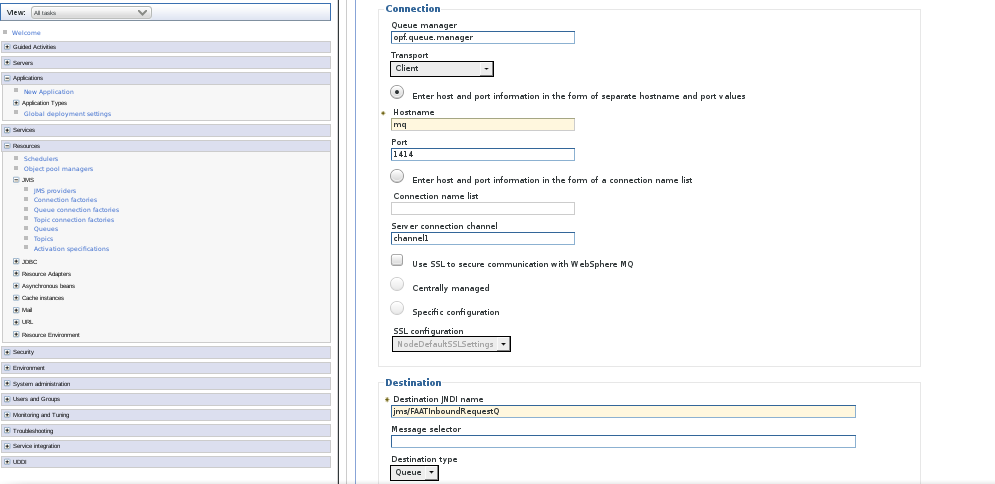 View: All tasks
Welcome
Guided Activities
Servers
Applications
New Application
Application Types
Global deployment settings
Services
Resources
Schedulers
Object pool managers
JMS
JMS providers
Connection factories
Queue connection factories
Topic connection factories
Queues
Topics
Activation specifications
JDBC
Resource Adapters
Asynchronous beans
Cache instances
Mail
URL
Resource Environment
Security
Environment
System administration
Users and Groups
Monitoring and Tuning
Troubleshooting
Service integration
UDDI
Connection
Queue manager
opf.queue.manager
Transport
Client
Enter host and port information in the form of separate hostname and port values
Hostname
mq
Port
1414
Enter host and port information in the form of a connection name list
Connection name list
Server connection channel
channel1
Use SSL to secure communication with WebSphere MQ
Centrally managed
Specific configuration
SSL configuration
NodeDefaultSSLSettings
Destination
Destination JNDI name
jms/FAATInboundRequestQ
Message selector
Destination type
Queue